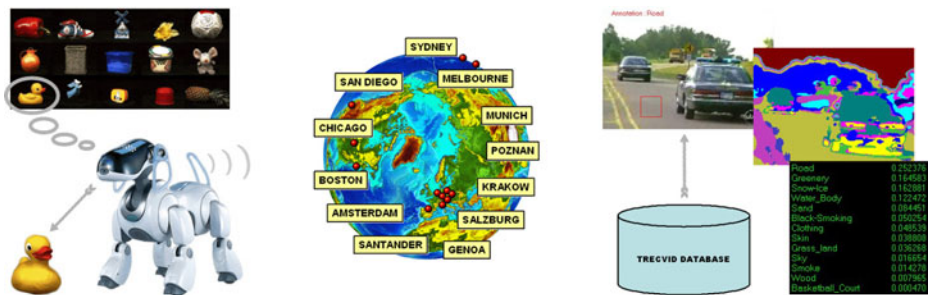 SYDNEY
SAN DIEGO
MELBOURNE
CHICAGO
MUNICH
POZNAN
BOSTON
KRAKOW
AMSTERDAM
SALZBURG
SANTANDER
GENOA
Annotation : Road
TRECVID DATABASE
Road 0.252376
Greenery 0.164583
Snow-Ice 0.162881
Water_Body 0.122472
Sand 0.084451
Black-Smoking 0.050254
Clothing 0.048539
Skin 0.038808
Grass_land 0.036268
Sky 0.016654
Smoke 0.014278
Wood 0.007965
Basketball_Court 0.000470